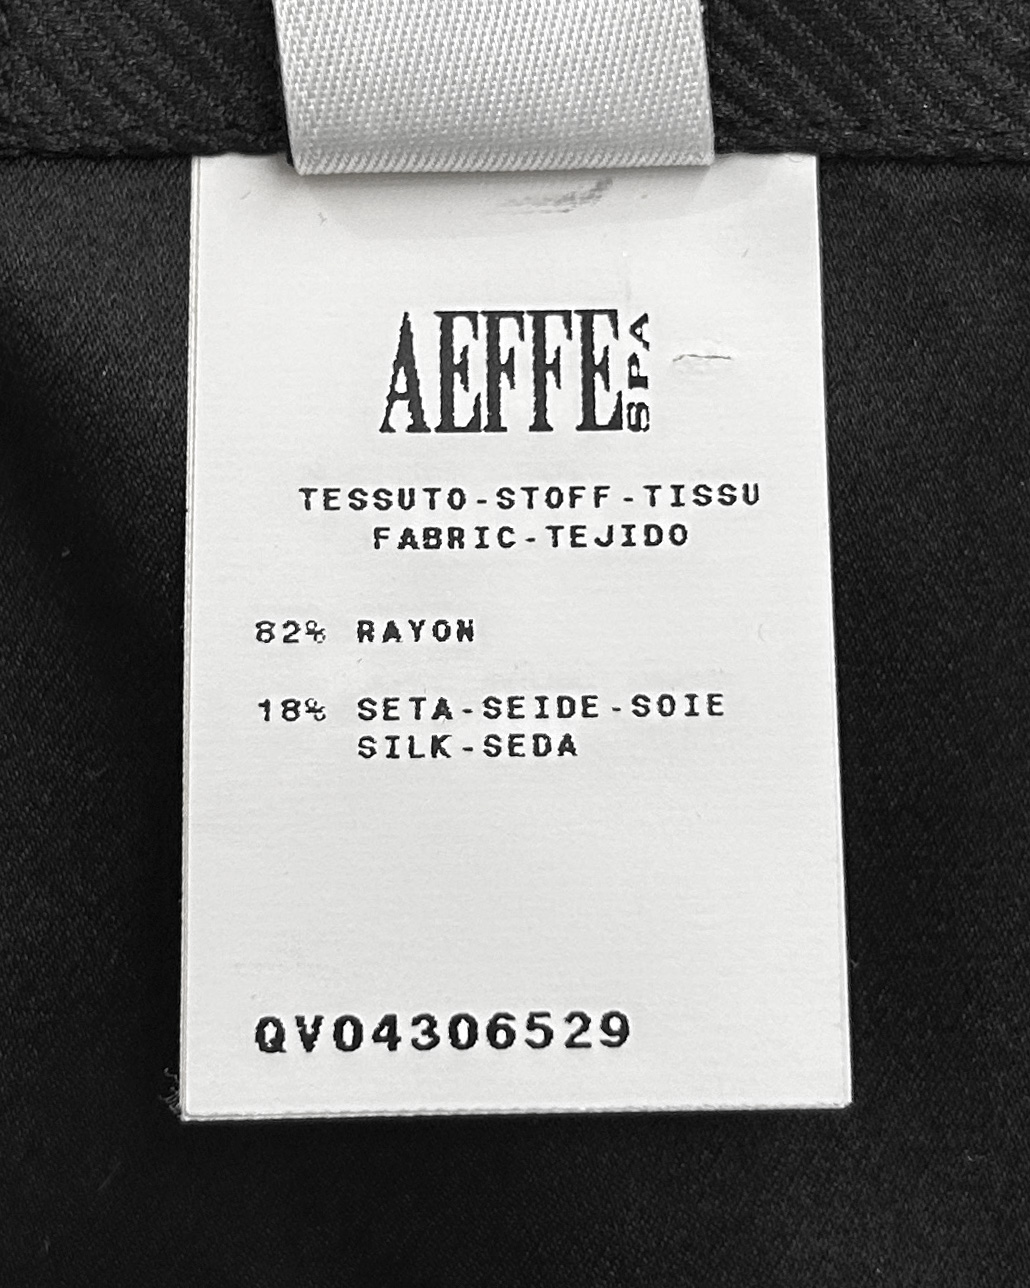 AEFFE SPA
TESSUTO-STOFF-TISSU
FABRIC-TEJIDO
82% RAYON
18% SETA-SEIDE-SOIE
SILK-SEDA
QV04306529